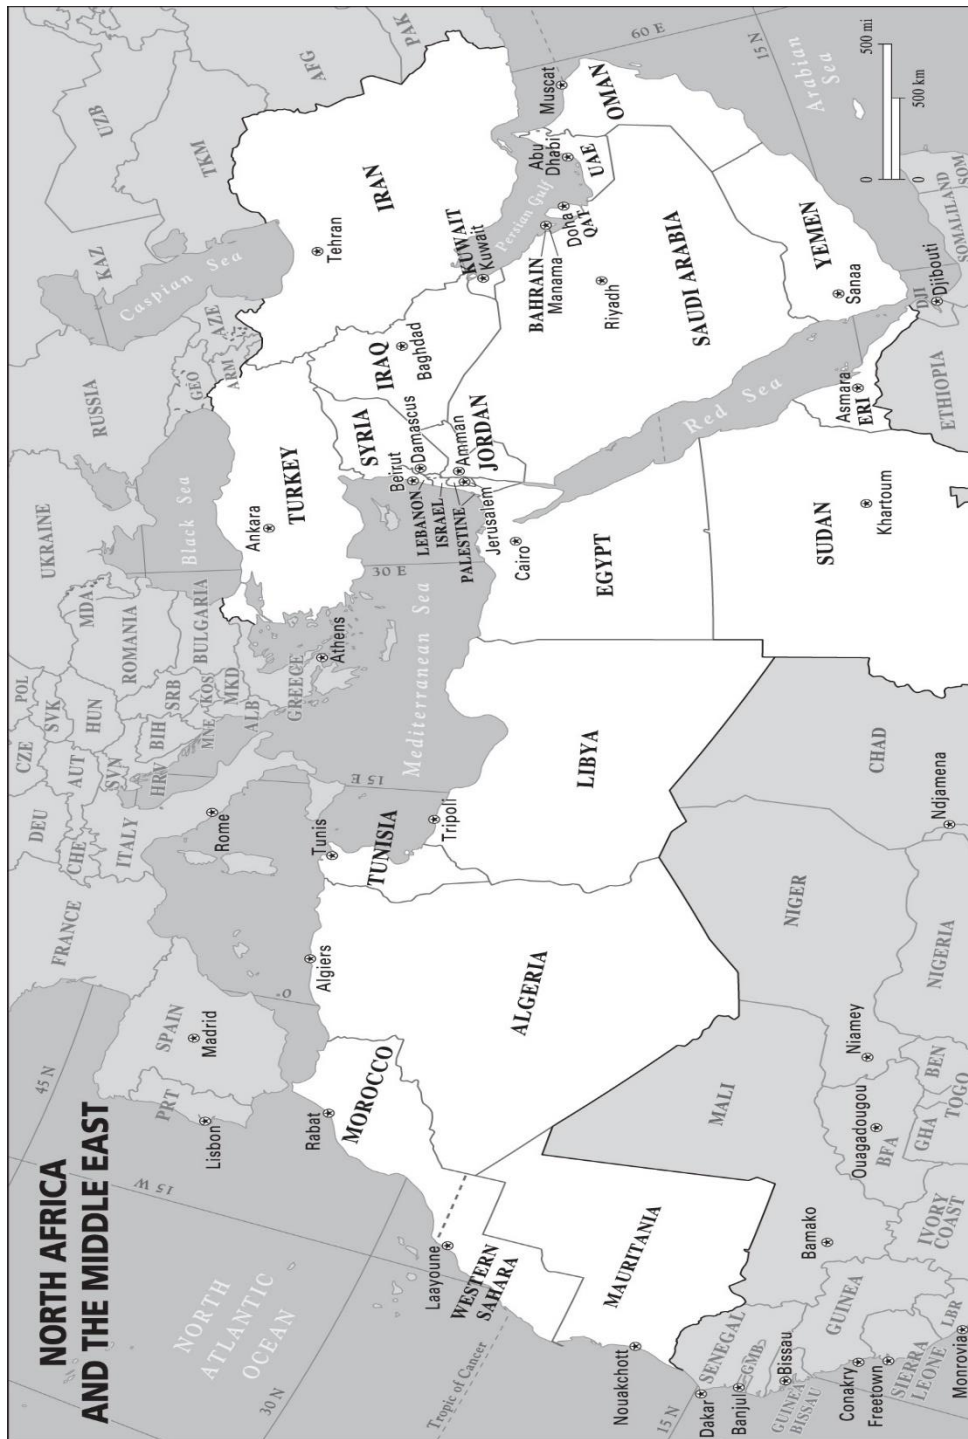 NORTH AFRICA
AND THE MIDDLE EAST
45 N
15 W
NORTH
ATLANTIC
OCEAN
30 N
Tropic of Cancer
15 N
FRANCE
SPAIN
Madrid
PRT
Lisbon
0°
DEU
CHE
ITALY
Rome
CZE
AUT
SVN
HRV
POL
SVK
HUN
BIH
SRB
MNE
KOS
MKD
ALB
GREECE
Athens
ROMANIA
BULGARIA
MDA
UKRAINE
RUSSIA
Black Sea
GEO
ARM
AZE
KAZ
Caspian Sea
UZB
TKM
AFG
PAK
60 E
15 N
Arabian
Sea
Mediterranean Sea
15 E
30 E
Rabat
MOROCCO
Laayoune
WESTERN
SAHARA
Algiers
ALGERIA
Tunis
TUNISIA
Tripoli
LIBYA
Cairo
EGYPT
MAURITANIA
Nouakchott
Ankara
TURKEY
SYRIA
Beirut
Damascus
LEBANON
ISRAEL
PALESTINE
Jerusalem
Amman
JORDAN
IRAQ
Baghdad
Tehran
IRAN
KUWAIT
Kuwait
Persian Gulf
BAHRAIN
Manama
Doha
QAT
Abu
Dhabi
UAE
Muscat
OMAN
Riyadh
SAUDI ARABIA
YEMEN
Sanaa
Red Sea
SUDAN
Khartoum
Asmara
ERI
ETHIOPIA
DJI
Djibouti
SOMALILAND
SOM
CHAD
Ndjamena
NIGER
Niamey
NIGERIA
MALI
Bamako
Ouagadougou
BFA
BEN
TOGO
GHA
IVORY
COAST
SENEGAL
Dakar
GMB
Banjul
GUINEA
BISSAU
Bissau
GUINEA
Conakry
Freetown
SIERRA
LEONE
LBR
Monrovia
0
500 mi
0
500 km